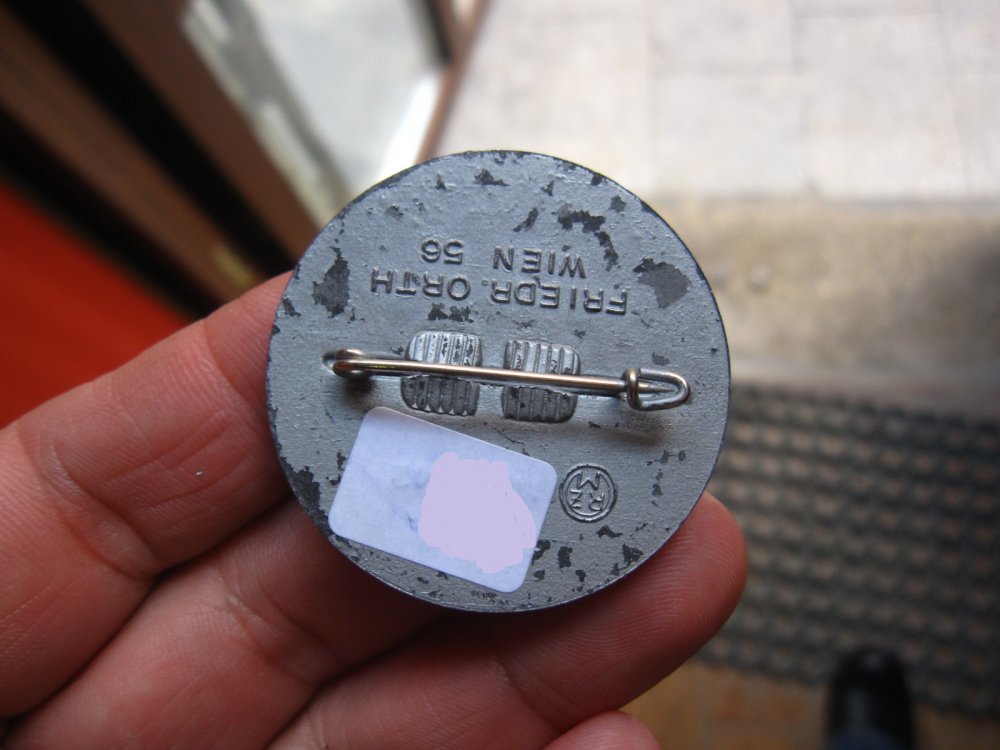 RZM
FRIEDR. ORTH
WIEN 56